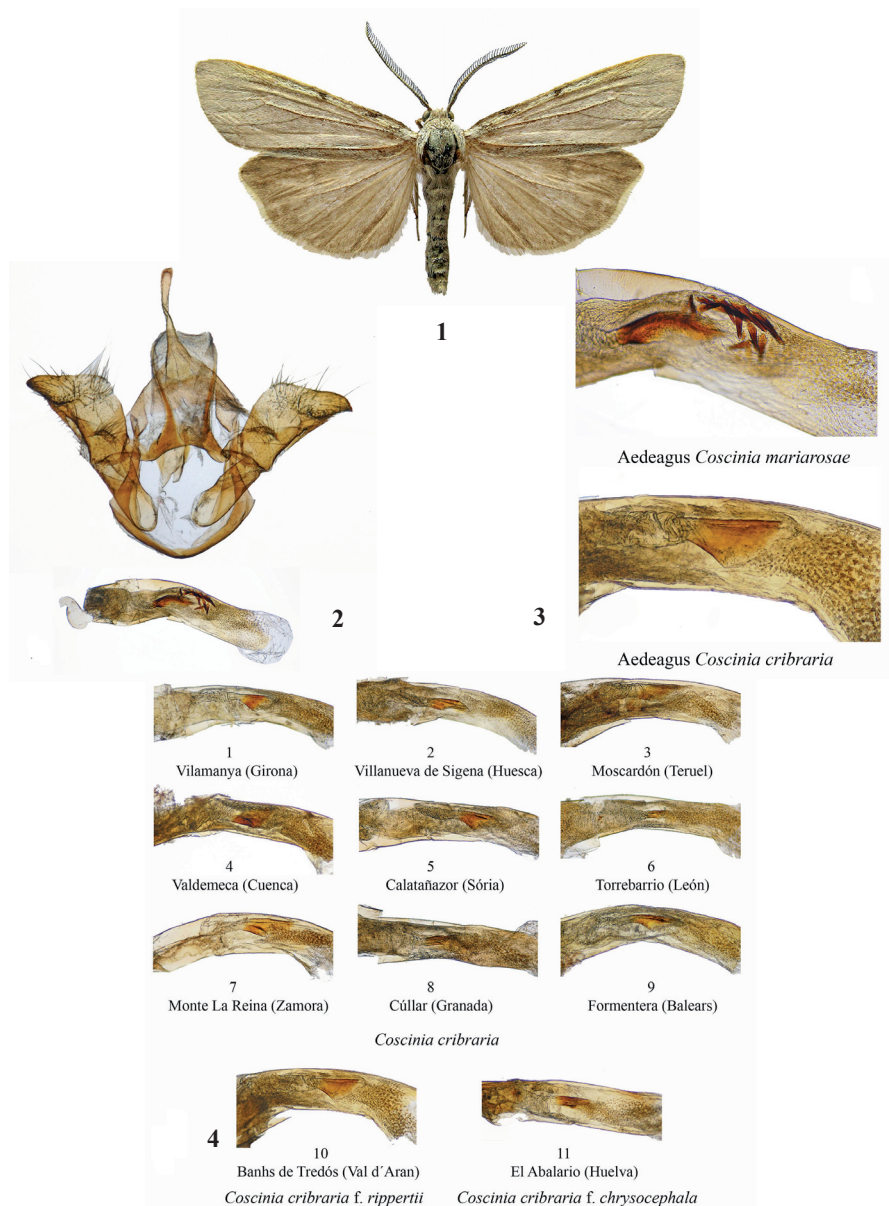 1
Aedeagus Coscinia mariarosae
2
3
Aedeagus Coscinia cribraria
1
Vilamanya (Girona)
2
Villanueva de Sigena (Huesca)
3
Moscardón (Teruel)
4
Valdemeca (Cuenca)
5
Calatañazor (Sória)
6
Torrebarrio (León)
7
Monte La Reina (Zamora)
8
Cúllar (Granada)
9
Formentera (Balears)
Coscinia cribraria
4
10
Banhs de Tredós (Val d´Aran)
Coscinia cribraria f. rippertii
11
El Abalario (Huelva)
Coscinia cribraria f. chrysocephala